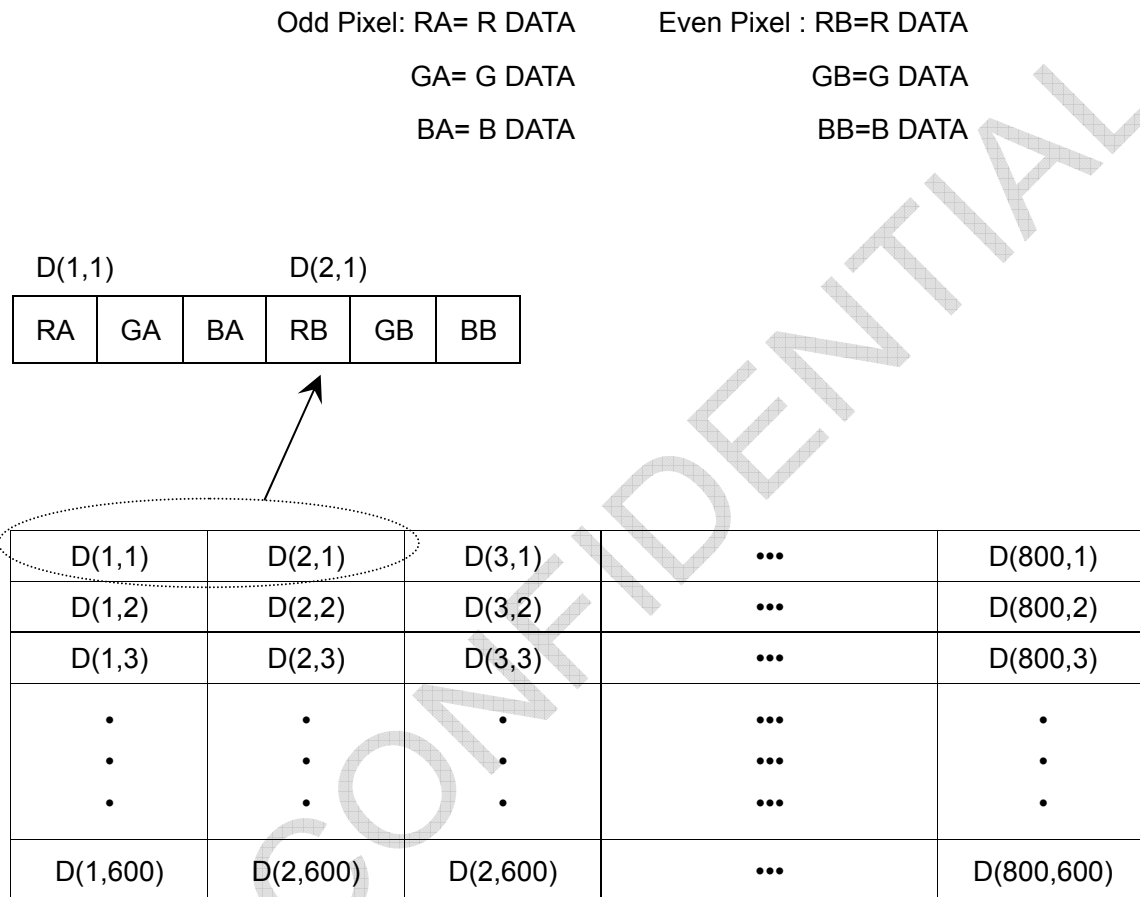 Odd Pixel: RA= R DATA Even Pixel : RB=R DATA
GA= G DATA GB=G DATA
BA= B DATA BB=B DATA
D(1,1) D(2,1)
RA GA BA RB GB BB
D(1,1) D(2,1) D(3,1) ••• D(800,1)
D(1,2) D(2,2) D(3,2) ••• D(800,2)
D(1,3) D(2,3) D(3,3) ••• D(800,3)
• • • ••• •
• • • ••• •
• • • ••• •
D(1,600) D(2,600) D(2,600) ••• D(800,600)
CONFIDENTIAL